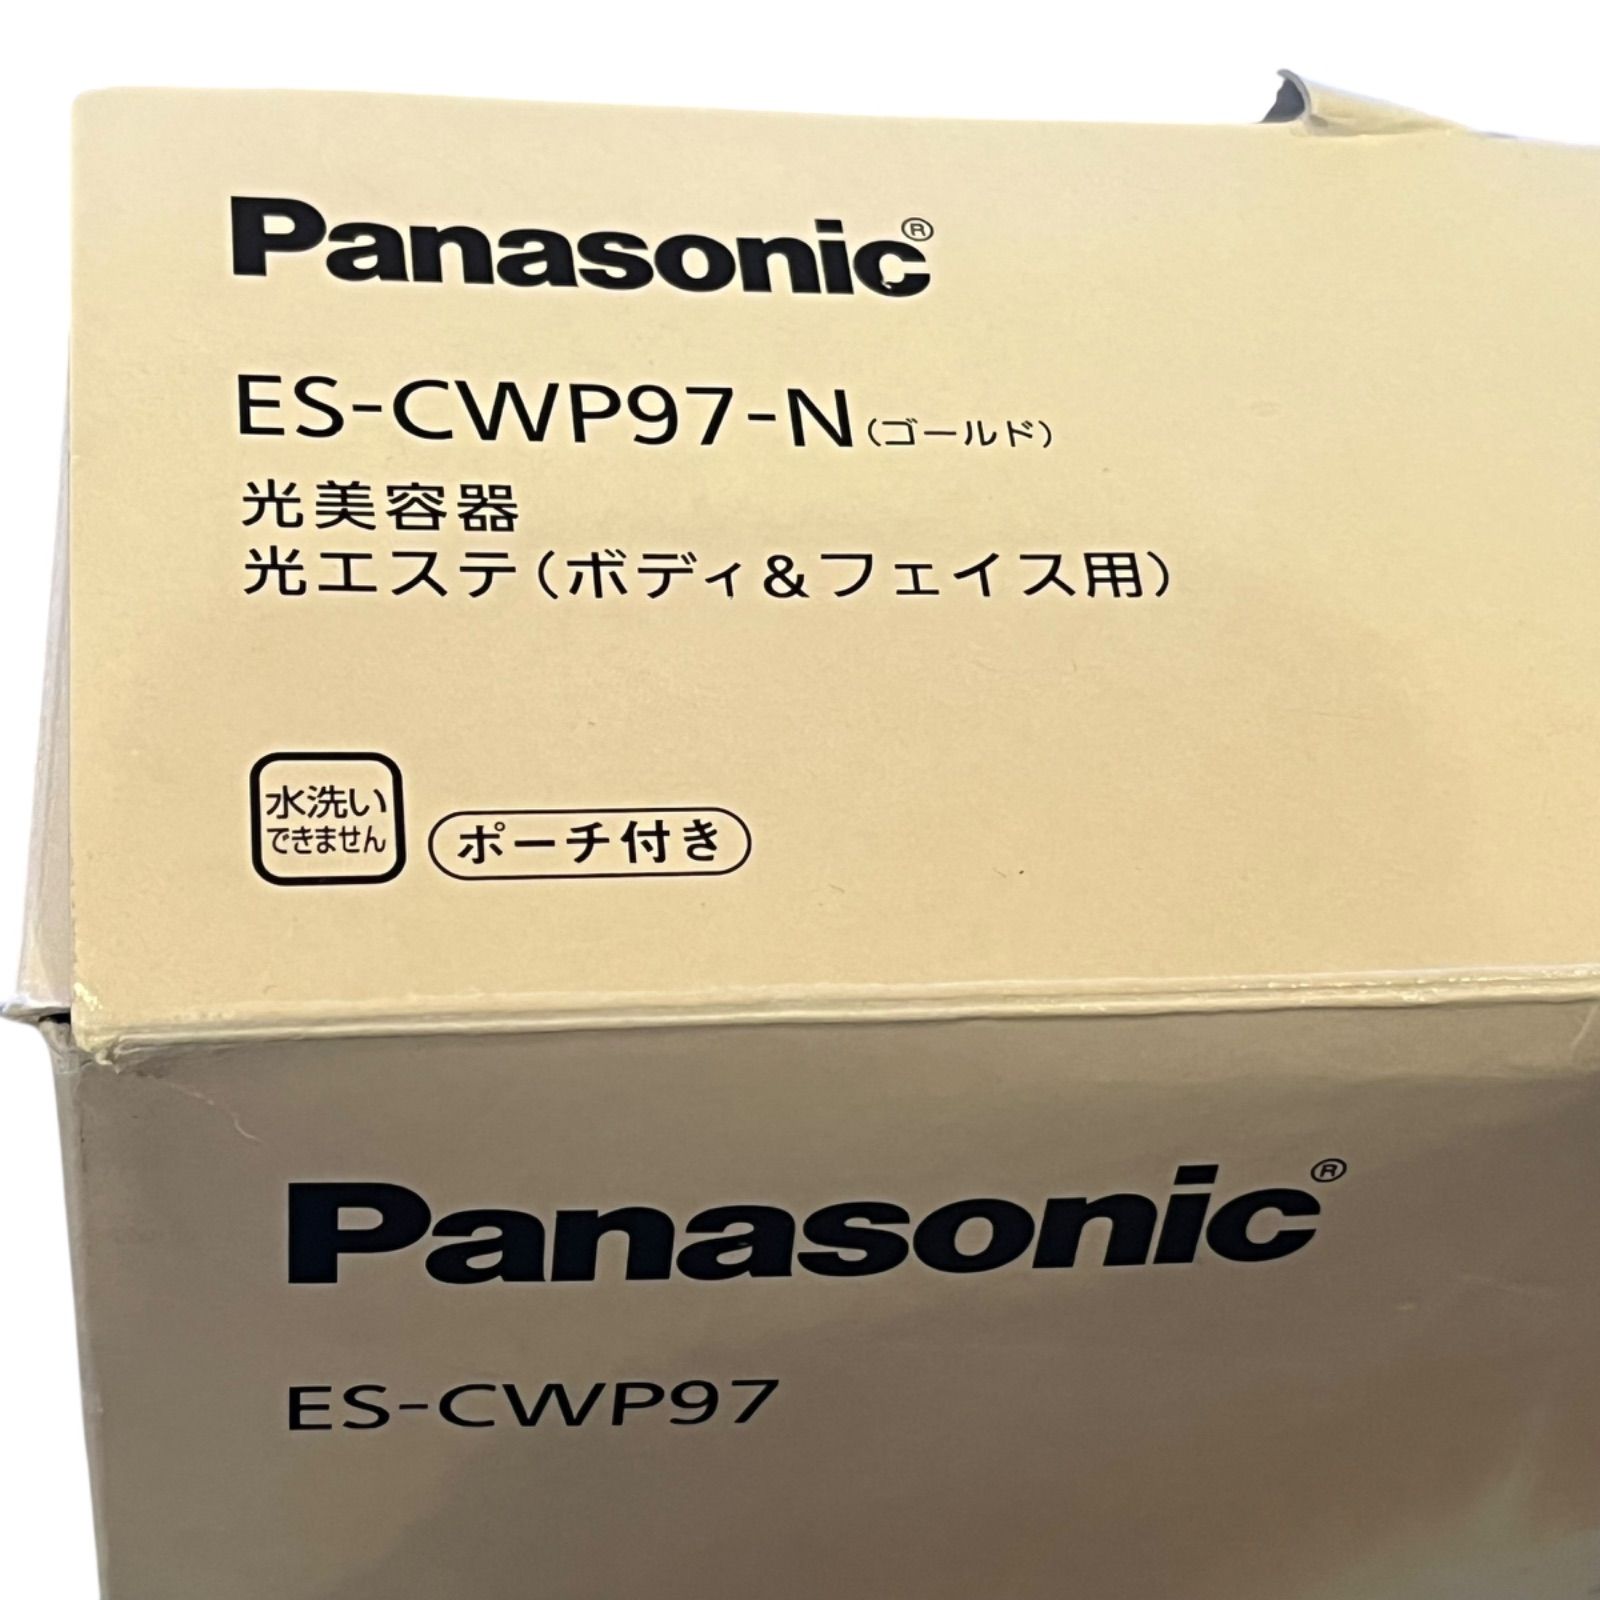 Panasonic®
ES-CWP97-N（ゴールド）
光美容器
光エステ（ボディ＆フェイス用）
水洗い
できません
ポーチ付き
Panasonic®
ES-CWP97